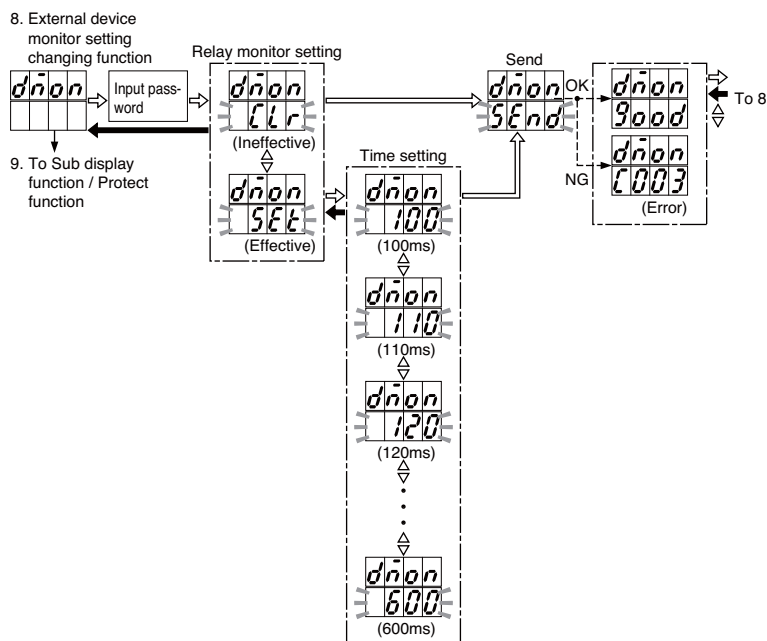 8. External device
monitor setting
changing function
dmon
Input pass-
word
Relay monitor setting
dmon
CLr
(Ineffective)
dmon
SEt
(Effective)
9. To Sub display
function / Protect
function
Time setting
dmon
100
(100ms)
dmon
110
(110ms)
dmon
120
(120ms)
dmon
600
(600ms)
Send
dmon
SEnd
OK
NG
dmon
9ood
dmon
C003
(Error)
To 8